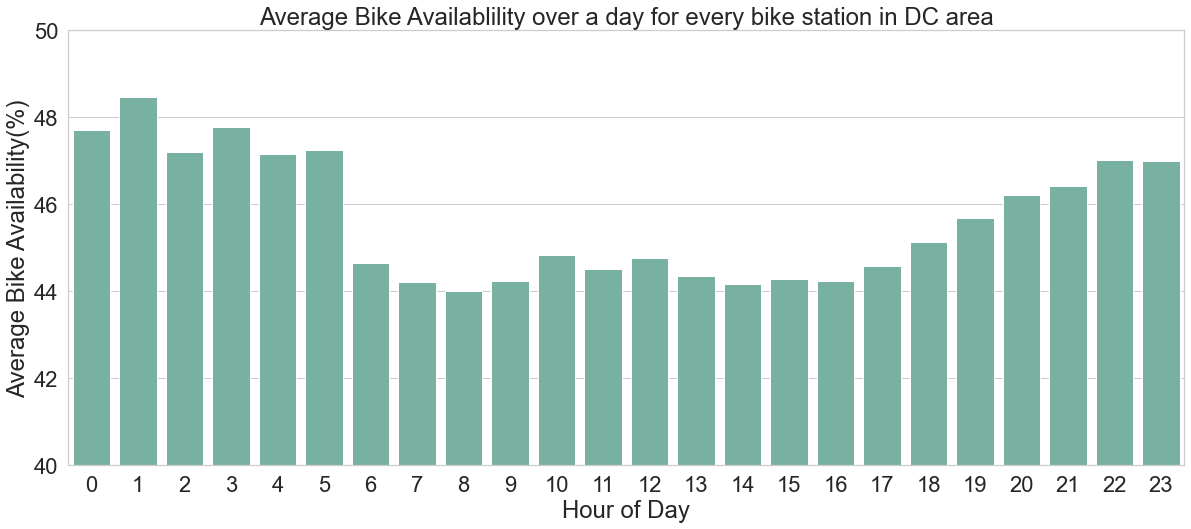 Average Bike Availablility over a day for every bike station in DC area
Average Bike Availability(%)
50
48
46
44
42
40
0 1 2 3 4 5 6 7 8 9 10 11 12 13 14 15 16 17 18 19 20 21 22 23
Hour of Day